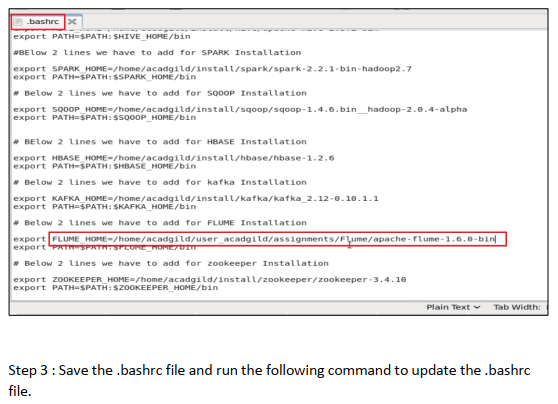 .bashrc
export PATH=$PATH:$HIVE_HOME/bin
#BElow 2 lines we have to add for SPARK Installation
export SPARK_HOME=/home/acadgild/install/spark/spark-2.2.1-bin-hadoop2.7
export PATH=$PATH:$SPARK_HOME/bin
# Below 2 lines we have to add for SQOOP Installation
export SQOOP_HOME=/home/acadgild/install/sqoop/sqoop-1.4.6.bin__hadoop-2.0.4-alpha
export PATH=$PATH:$SQOOP_HOME/bin
# BElow 2 lines we have to add for HBASE Installation
export HBASE_HOME=/home/acadgild/install/hbase/hbase-1.2.6
export PATH=$PATH:$HBASE_HOME/bin
# Below 2 lines we have to add for kafka Installation
export KAFKA_HOME=/home/acadgild/install/kafka/kafka_2.12-0.10.1.1
export PATH=$PATH:$KAFKA_HOME/bin
# Below 2 lines we have to add for FLUME Installation
export FLUME_HOME=/home/acadgild/user_acadgild/assignments/Flume/apache-flume-1.6.0-bin
export PATH=$PATH:$FLUME_HOME/bin
# Below 2 lines we have to add for zookeeper Installation
export ZOOKEEPER_HOME=/home/acadgild/install/zookeeper/zookeeper-3.4.10
export PATH=$PATH:$ZOOKEEPER_HOME/bin
Plain Text Tab Width:
Step 3 : Save the .bashrc file and run the following command to update the .bashrc
file.